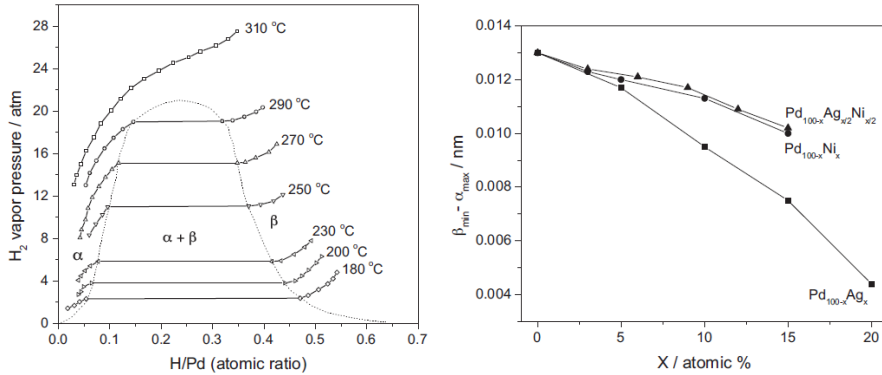 H₂ vapor pressure / atm
28
24
20
16
12
8
4
0
310 °C
290 °C
270 °C
250 °C
230 °C
200 °C
180 °C
α
α + β
β
0.0 0.1 0.2 0.3 0.4 0.5 0.6 0.7
H/Pd (atomic ratio)
βmin - αmax / nm
0.013
0.012
0.010
0.008
0.006
0.004
Pd100-xAgx/2Nix/2
Pd100-xNix
Pd100-xAgx
0 5 10 15 20
X / atomic %